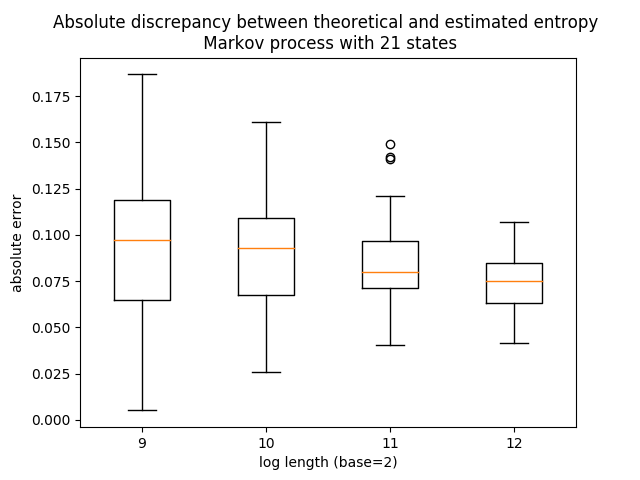 Absolute discrepancy between theoretical and estimated entropy
Markov process with 21 states
0.175
0.150
0.125
0.100
0.075
0.050
0.025
0.000
absolute error
9 10 11 12
log length (base=2)